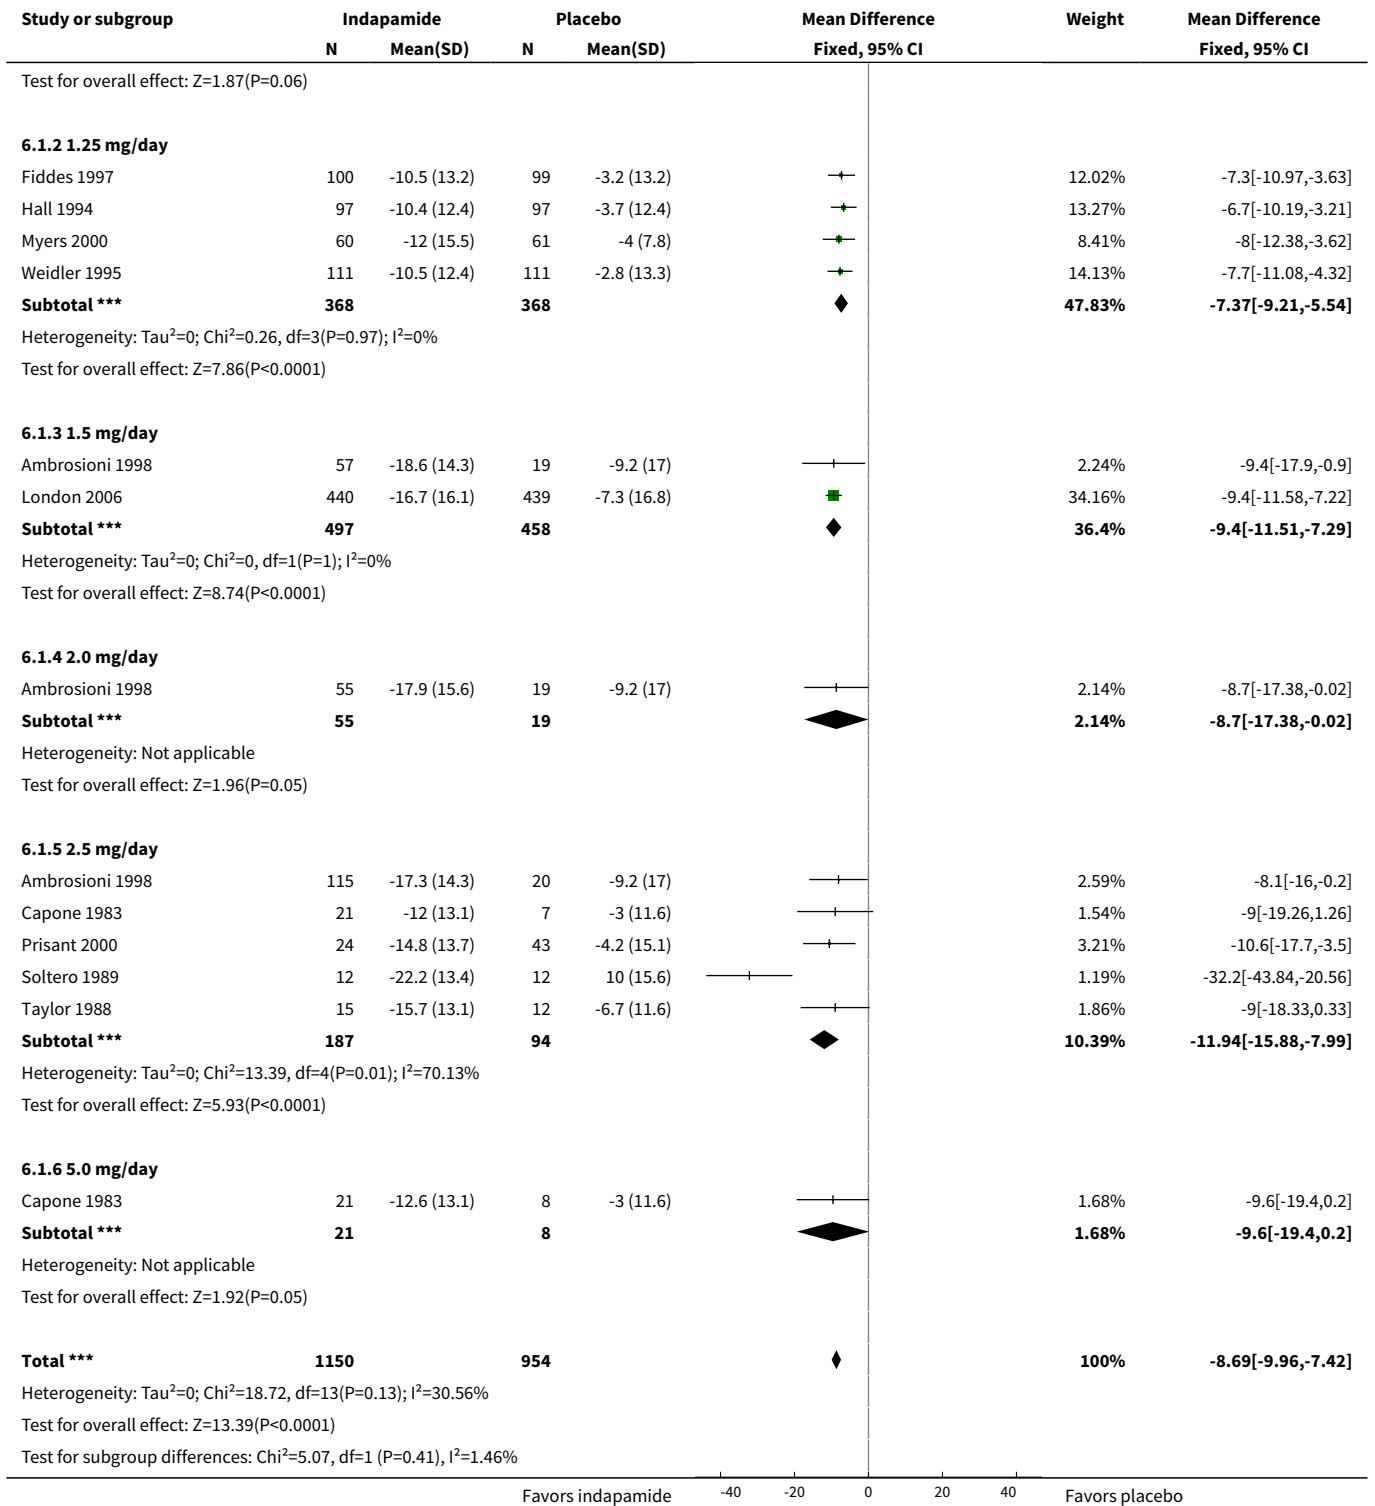 Study or subgroup Indapamide Placebo Mean Difference Weight Mean Difference
N Mean(SD) N Mean(SD) Fixed, 95% CI Fixed, 95% CI
Test for overall effect: Z=1.87(P=0.06)
6.1.2 1.25 mg/day
Fiddes 1997 100 -10.5 (13.2) 99 -3.2 (13.2) 12.02% -7.3[-10.97,-3.63]
Hall 1994 97 -10.4 (12.4) 97 -3.7 (12.4) 13.27% -6.7[-10.19,-3.21]
Myers 2000 60 -12 (15.5) 61 -4 (7.8) 8.41% -8[-12.38,-3.62]
Weidler 1995 111 -10.5 (12.4) 111 -2.8 (13.3) 14.13% -7.7[-11.08,-4.32]
Subtotal *** 368 368 47.83% -7.37[-9.21,-5.54]
Heterogeneity: Tau²=0; Chi²=0.26, df=3(P=0.97); I²=0%
Test for overall effect: Z=7.86(P<0.0001)
6.1.3 1.5 mg/day
Ambrosioni 1998 57 -18.6 (14.3) 19 -9.2 (17) 2.24% -9.4[-17.9,-0.9]
London 2006 440 -16.7 (16.1) 439 -7.3 (16.8) 34.16% -9.4[-11.58,-7.22]
Subtotal *** 497 458 36.4% -9.4[-11.51,-7.29]
Heterogeneity: Tau²=0; Chi²=0, df=1(P=1); I²=0%
Test for overall effect: Z=8.74(P<0.0001)
6.1.4 2.0 mg/day
Ambrosioni 1998 55 -17.9 (15.6) 19 -9.2 (17) 2.14% -8.7[-17.38,-0.02]
Subtotal *** 55 19 2.14% -8.7[-17.38,-0.02]
Heterogeneity: Not applicable
Test for overall effect: Z=1.96(P=0.05)
6.1.5 2.5 mg/day
Ambrosioni 1998 115 -17.3 (14.3) 20 -9.2 (17) 2.59% -8.1[-16,-0.2]
Capone 1983 21 -12 (13.1) 7 -3 (11.6) 1.54% -9[-19.26,1.26]
Prisant 2000 24 -14.8 (13.7) 43 -4.2 (15.1) 3.21% -10.6[-17.7,-3.5]
Soltero 1989 12 -22.2 (13.4) 12 10 (15.6) 1.19% -32.2[-43.84,-20.56]
Taylor 1988 15 -15.7 (13.1) 12 -6.7 (11.6) 1.86% -9[-18.33,0.33]
Subtotal *** 187 94 10.39% -11.94[-15.88,-7.99]
Heterogeneity: Tau²=0; Chi²=13.39, df=4(P=0.01); I²=70.13%
Test for overall effect: Z=5.93(P<0.0001)
6.1.6 5.0 mg/day
Capone 1983 21 -12.6 (13.1) 8 -3 (11.6) 1.68% -9.6[-19.4,0.2]
Subtotal *** 21 8 1.68% -9.6[-19.4,0.2]
Heterogeneity: Not applicable
Test for overall effect: Z=1.92(P=0.05)
Total *** 1150 954 100% -8.69[-9.96,-7.42]
Heterogeneity: Tau²=0; Chi²=18.72, df=13(P=0.13); I²=30.56%
Test for overall effect: Z=13.39(P<0.0001)
Test for subgroup differences: Chi²=5.07, df=1 (P=0.41), I²=1.46%
Favors indapamide -40 -20 0 20 40 Favors placebo